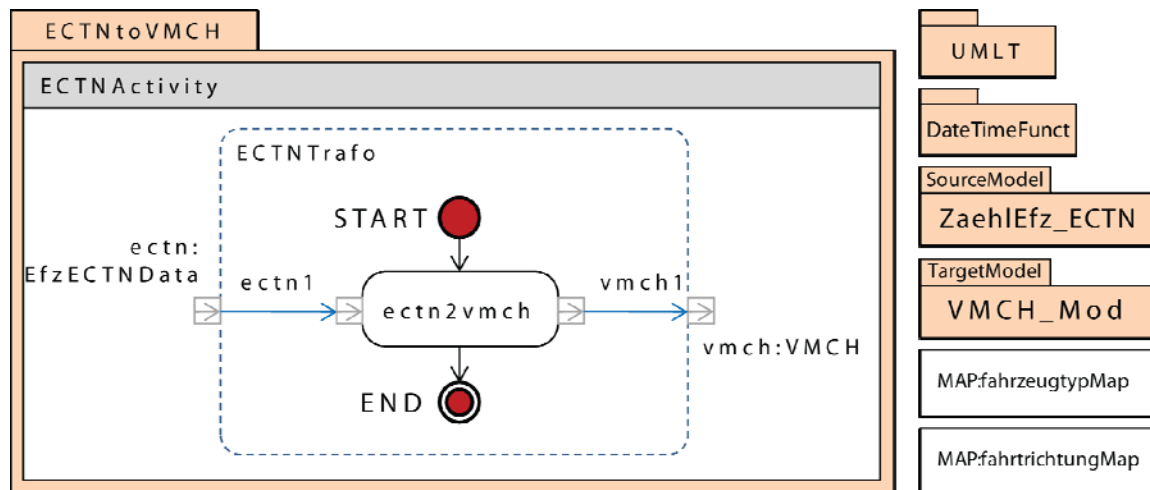 ECTNtoVMCH
ECTNActivity
ECTNTrafo
START
ectn:
EfzECTNData
ectn1
ectn2vmch
vmch1
vmch:VMCH
END
UMLT
DateTimeFunct
SourceModel
ZaehlEfz_ECTN
TargetModel
VMCH_Mod
MAP:fahrzeugtypMap
MAP:fahrtrichtungMap